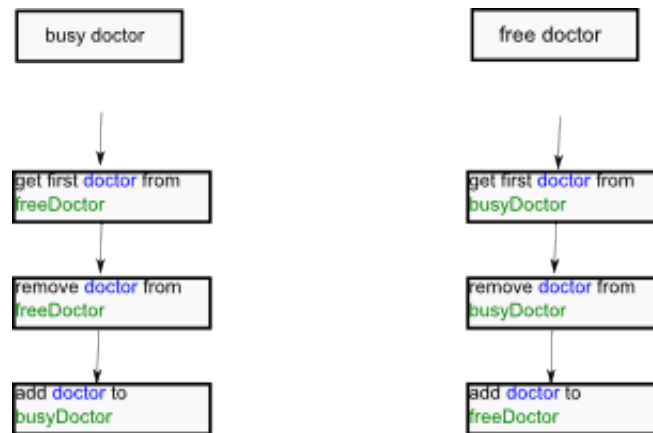 busy doctor
get first doctor from
freeDoctor
remove doctor from
freeDoctor
add doctor to
busyDoctor
free doctor
get first doctor from
busyDoctor
remove doctor from
busyDoctor
add doctor to
freeDoctor